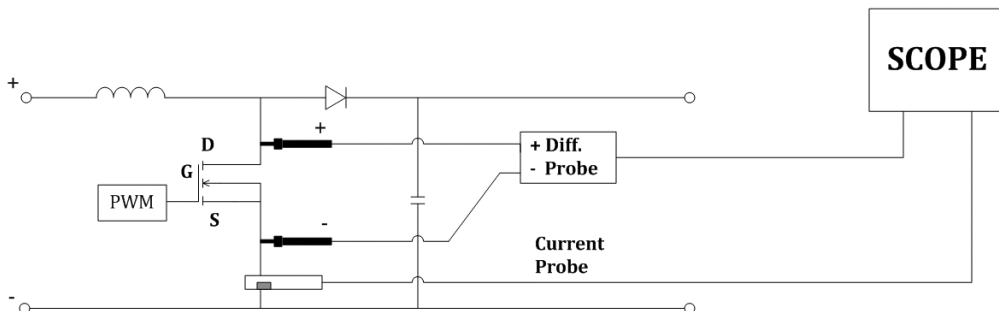 SCOPE
+
+
D
+ Diff.
- Probe
G
PWM
S
-
Current
Probe
-